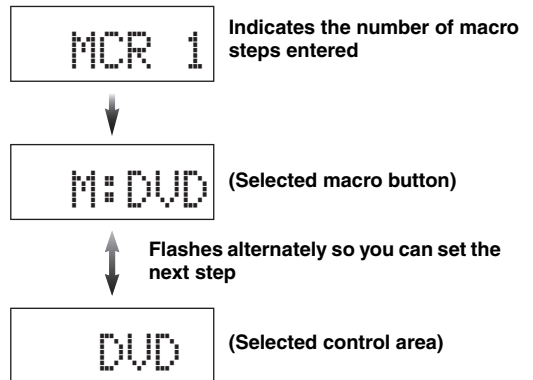 MCR 1
Indicates the number of macro
steps entered
M:DVD
(Selected macro button)
Flashes alternately so you can set the
next step
DVD
(Selected control area)